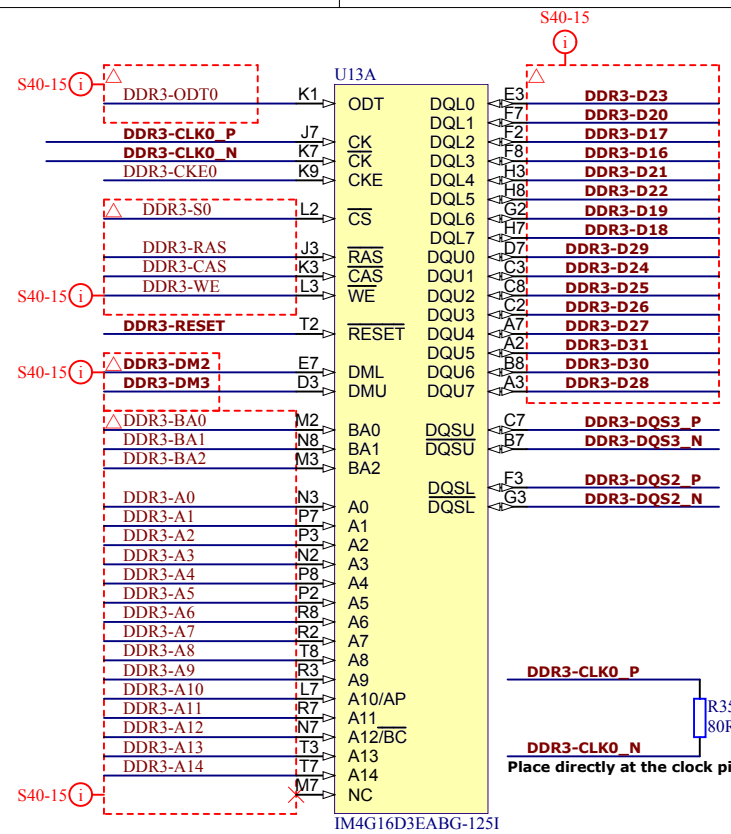 S40-15
i
U13A
S40-15 i
DDR3-ODT0 K1 ODT DQL0 E3 DDR3-D23
DQL1 F7 DDR3-D20
DDR3-CLK0_P J7 CK DQL2 F2 DDR3-D17
DDR3-CLK0_N K7 CK DQL3 F8 DDR3-D16
DDR3-CKE0 K9 CKE DQL4 H3 DDR3-D21
DQL5 H8 DDR3-D22
DDR3-S0 L2 CS DQL6 G2 DDR3-D19
DQL7 H7 DDR3-D18
DDR3-RAS J3 RAS DQU0 D7 DDR3-D29
DDR3-CAS K3 CAS DQU1 C3 DDR3-D24
S40-15 i DDR3-WE L3 WE DQU2 C8 DDR3-D25
DQU3 C2 DDR3-D26
DDR3-RESET T2 RESET DQU4 A7 DDR3-D27
DQU5 A2 DDR3-D31
S40-15 i DDR3-DM2 E7 DML DQU6 B8 DDR3-D30
DDR3-DM3 D3 DMU DQU7 A3 DDR3-D28
DDR3-BA0 M2 BA0 DQSU C7 DDR3-DQS3_P
DDR3-BA1 N8 BA1 DQSU B7 DDR3-DQS3_N
DDR3-BA2 M3 BA2
DQSL F3 DDR3-DQS2_P
DDR3-A0 N3 A0 DQSL G3 DDR3-DQS2_N
DDR3-A1 P7 A1
DDR3-A2 P3 A2
DDR3-A3 N2 A3
DDR3-A4 P8 A4
DDR3-A5 P2 A5
DDR3-A6 R8 A6
DDR3-A7 R2 A7
DDR3-A8 T8 A8
DDR3-A9 R3 A9 DDR3-CLK0_P
DDR3-A10 L7 A10/AP
DDR3-A11 R7 A11 R35
DDR3-A12 N7 A12/BC 80R
DDR3-A13 T3 A13 DDR3-CLK0_N
DDR3-A14 T7 A14 Place directly at the clock pi
S40-15 i M7 NC
IM4G16D3EABG-125I